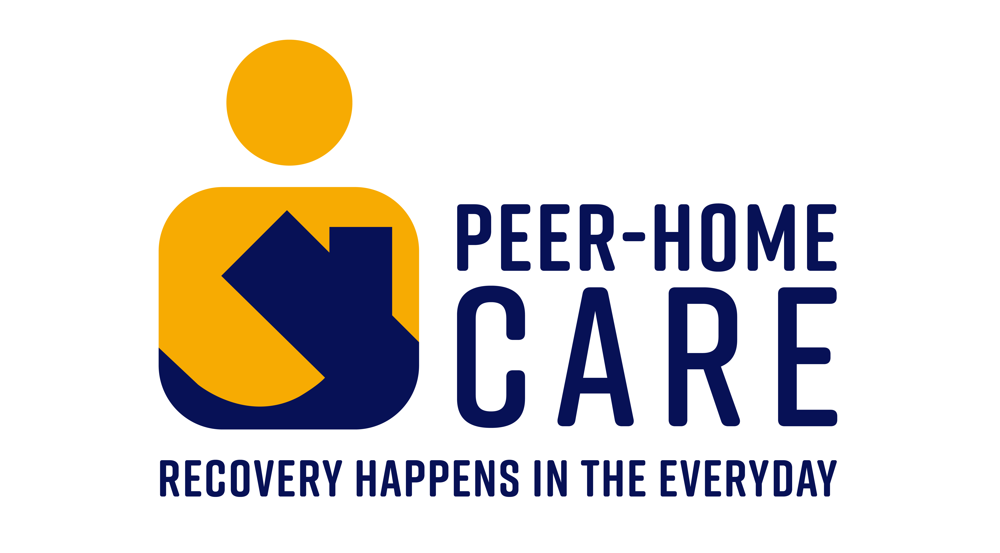 PEER-HOME
CARE
RECOVERY HAPPENS IN THE EVERYDAY